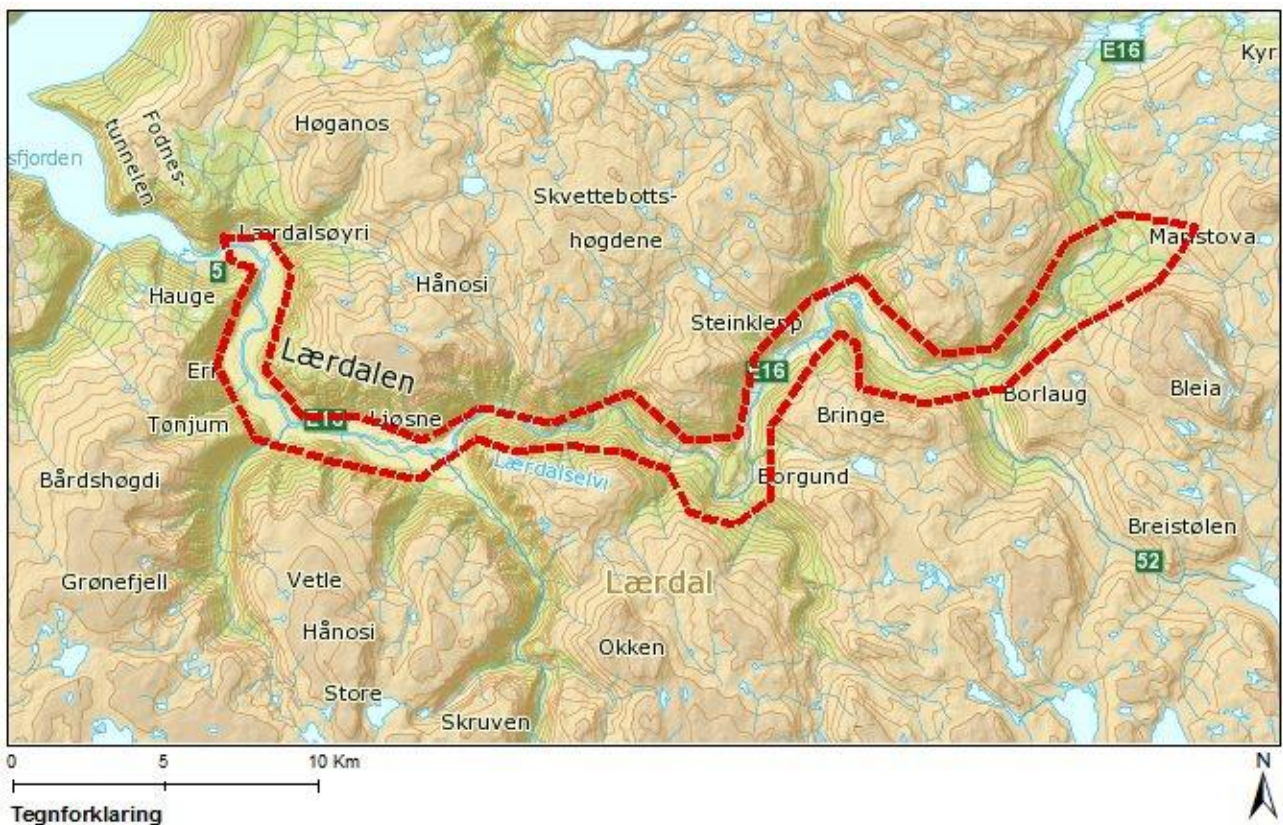 E16
Kyr
Fodnes-
tunnelen
Høganos
sfjorden
Skvettebotts-
høgdene
Lærdalsøyri
Maristova
5
Hauge
Hånosi
Steinklepp
Lærdalen
Eri
E16
Bleia
Borlaug
Bringe
Tønjum
E16
Ljøsne
Lærdalselvi
Bårdshøgdi
Borgund
Breistølen
52
Grønefjell
Vetle
Hånosi
Lærdal
Okken
Store
Skruven
0 5 10 Km
N
Tegnforklaring